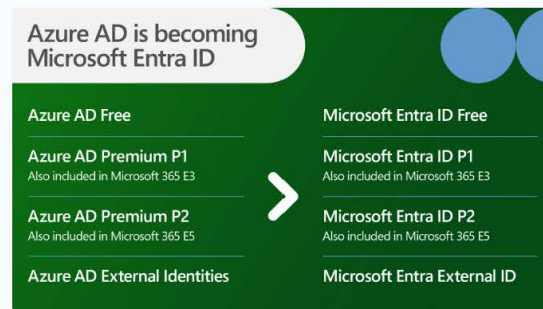 Azure AD is becoming
Microsoft Entra ID
Azure AD Free
Azure AD Premium P1
Also included in Microsoft 365 E3
Azure AD Premium P2
Also included in Microsoft 365 E5
Azure AD External Identities
Microsoft Entra ID Free
Microsoft Entra ID P1
Also included in Microsoft 365 E3
Microsoft Entra ID P2
Also included in Microsoft 365 E5
Microsoft Entra External ID